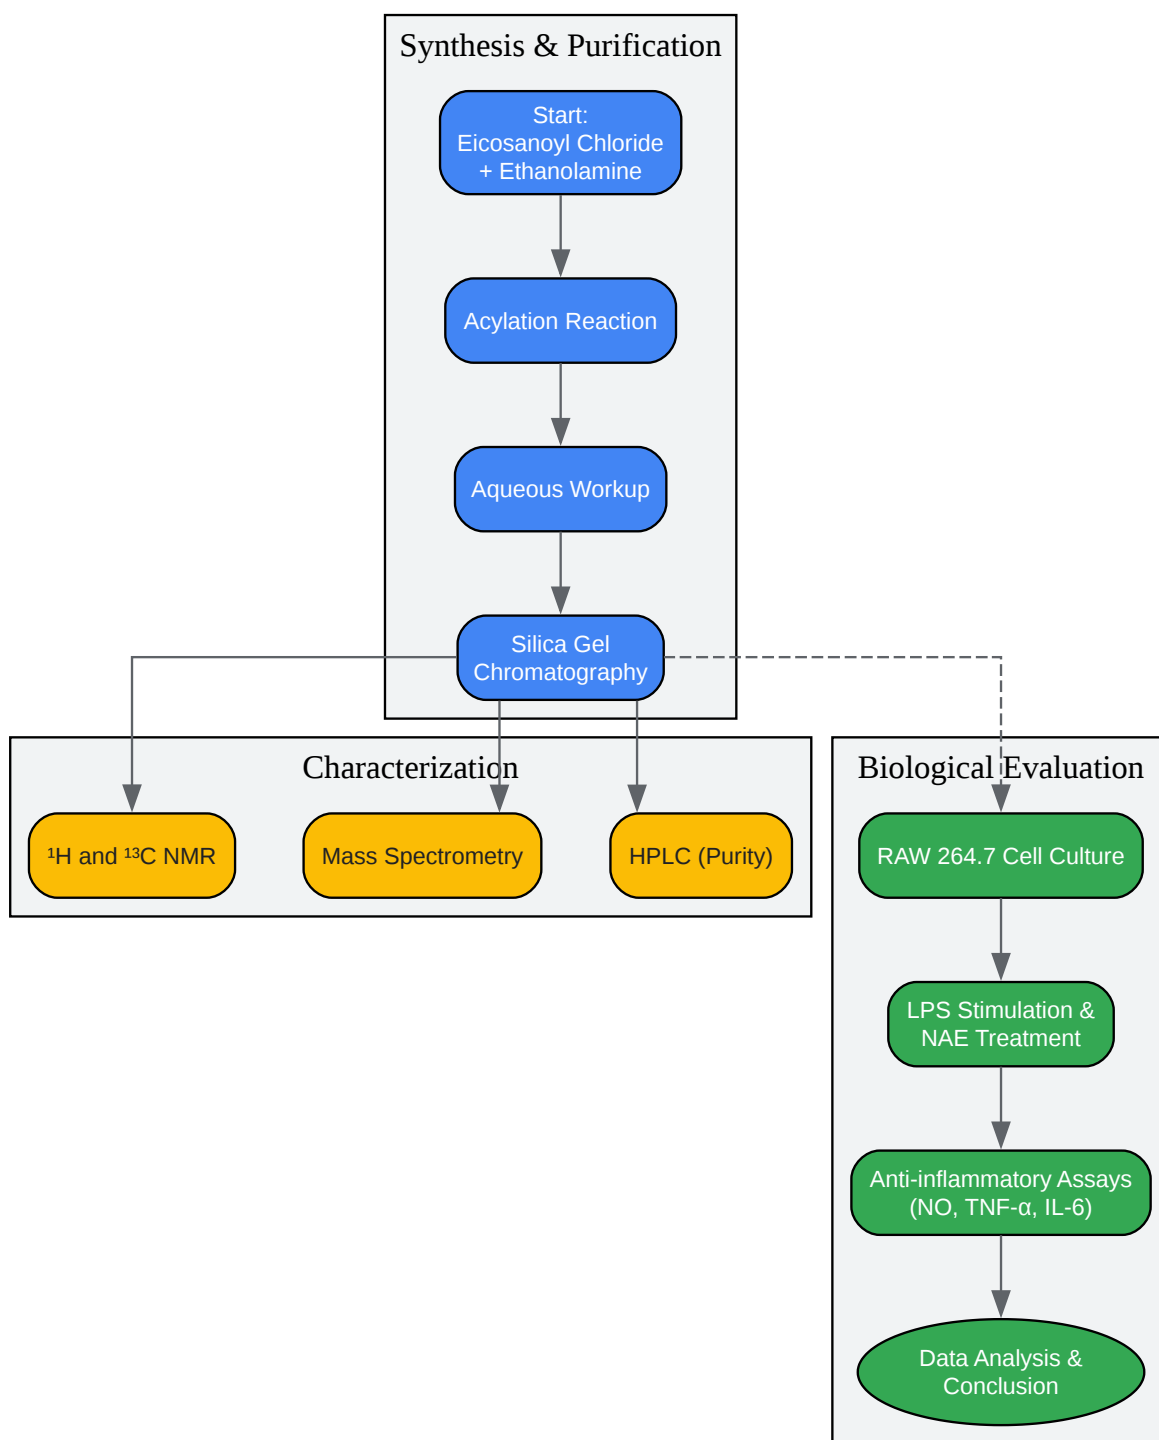 Synthesis & Purification
Start:
Eicosanoyl Chloride
+ Ethanolamine
Acylation Reaction
Aqueous Workup
Silica Gel
Chromatography
Characterization
¹H and ¹³C NMR
Mass Spectrometry
HPLC (Purity)
Biological Evaluation
RAW 264.7 Cell Culture
LPS Stimulation &
NAE Treatment
Anti-inflammatory Assays
(NO, TNF-α, IL-6)
Data Analysis &
Conclusion